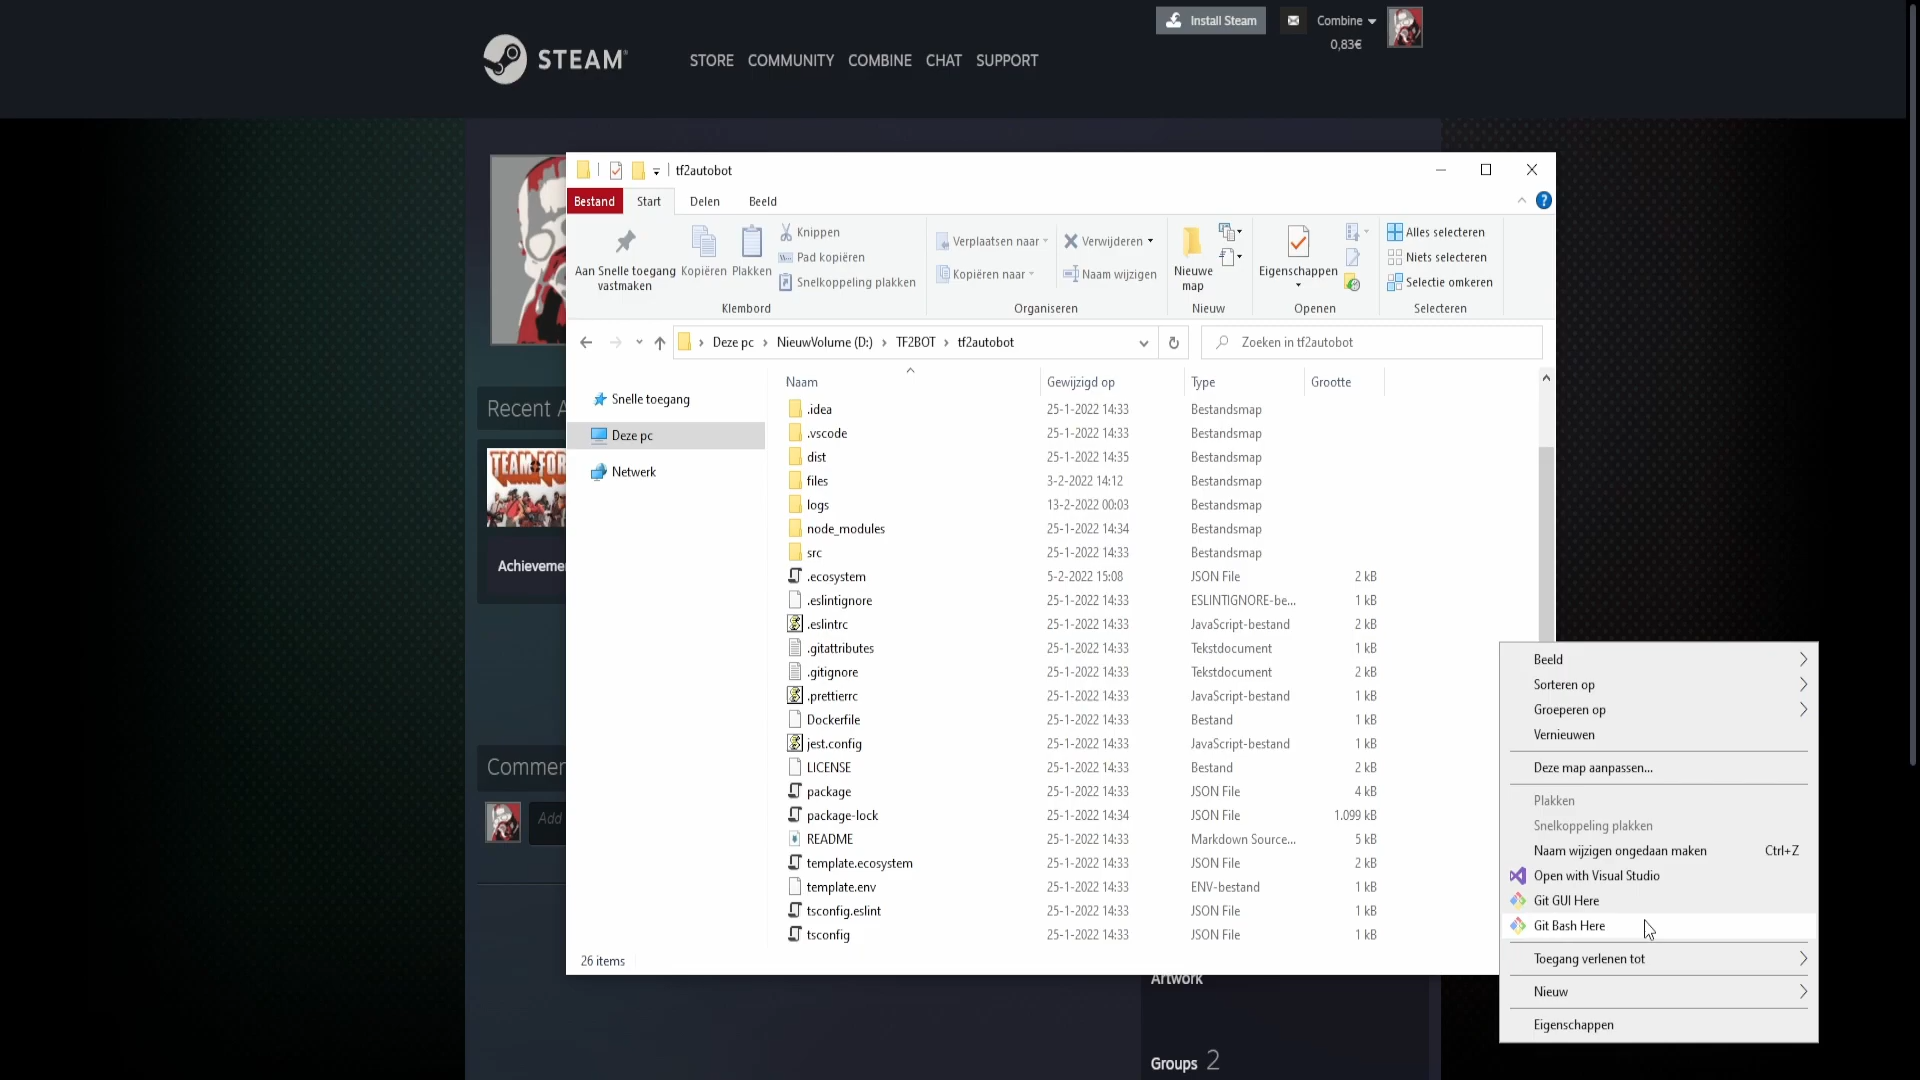 Install Steam
Combine
0,83€
STEAM
STORE COMMUNITY COMBINE CHAT SUPPORT
tf2autobot
Bestand Start Delen Beeld
Aan Snelle toegang vastmaken
Kopiëren
Plakken
Knippen
Pad kopiëren
Snelkoppeling plakken
Klembord
Verplaatsen naar
Kopiëren naar
Verwijderen
Naam wijzigen
Organiseren
Nieuwe map
Nieuw
Eigenschappen
Openen
Alles selecteren
Niets selecteren
Selectie omkeren
Selecteren
Deze pc › NieuwVolume (D:) › TF2BOT › tf2autobot
Zoeken in tf2autobot
Snelle toegang
Deze pc
Netwerk
Naam Gewijzigd op Type Grootte
.idea 25-1-2022 14:33 Bestandsmap
.vscode 25-1-2022 14:33 Bestandsmap
dist 25-1-2022 14:35 Bestandsmap
files 3-2-2022 14:12 Bestandsmap
logs 13-2-2022 00:03 Bestandsmap
node_modules 25-1-2022 14:34 Bestandsmap
src 25-1-2022 14:33 Bestandsmap
.ecosystem 5-2-2022 15:08 JSON File 2 kB
.eslintignore 25-1-2022 14:33 ESLINTIGNORE-be... 1 kB
.eslintrc 25-1-2022 14:33 JavaScript-bestand 2 kB
.gitattributes 25-1-2022 14:33 Tekstdocument 1 kB
.gitignore 25-1-2022 14:33 Tekstdocument 2 kB
.prettierrc 25-1-2022 14:33 JavaScript-bestand 1 kB
Dockerfile 25-1-2022 14:33 Bestand 1 kB
jest.config 25-1-2022 14:33 JavaScript-bestand 1 kB
LICENSE 25-1-2022 14:33 Bestand 2 kB
package 25-1-2022 14:33 JSON File 4 kB
package-lock 25-1-2022 14:34 JSON File 1.099 kB
README 25-1-2022 14:33 Markdown Source... 5 kB
template.ecosystem 25-1-2022 14:33 JSON File 2 kB
template.env 25-1-2022 14:33 ENV-bestand 1 kB
tsconfig.eslint 25-1-2022 14:33 JSON File 1 kB
tsconfig 25-1-2022 14:33 JSON File 1 kB
26 items
Beeld
Sorteren op
Groeperen op
Vernieuwen
Deze map aanpassen...
Plakken
Snelkoppeling plakken
Naam wijzigen ongedaan maken Ctrl+Z
Open with Visual Studio
Git GUI Here
Git Bash Here
Toegang verlenen tot
Nieuw
Eigenschappen
Recent A
TEAM FOR
Achieveme
Commen
Add
Artwork
Groups 2